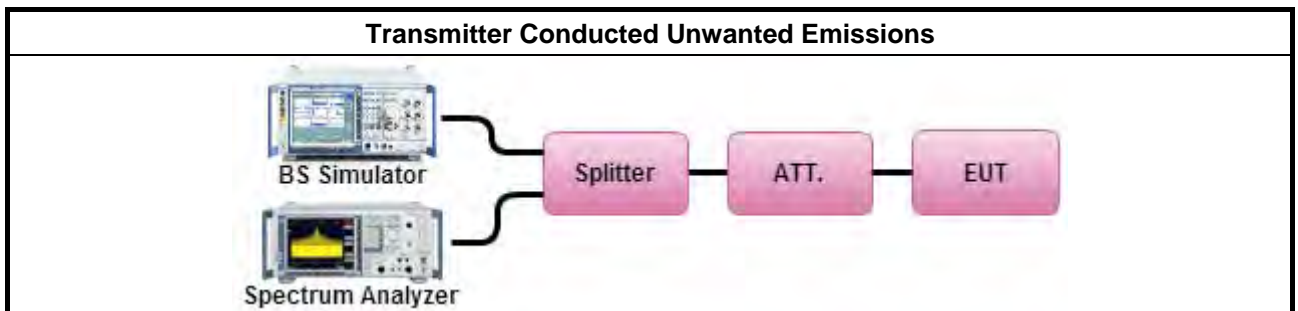 Transmitter Conducted Unwanted Emissions
BS Simulator
Splitter
ATT.
EUT
Spectrum Analyzer